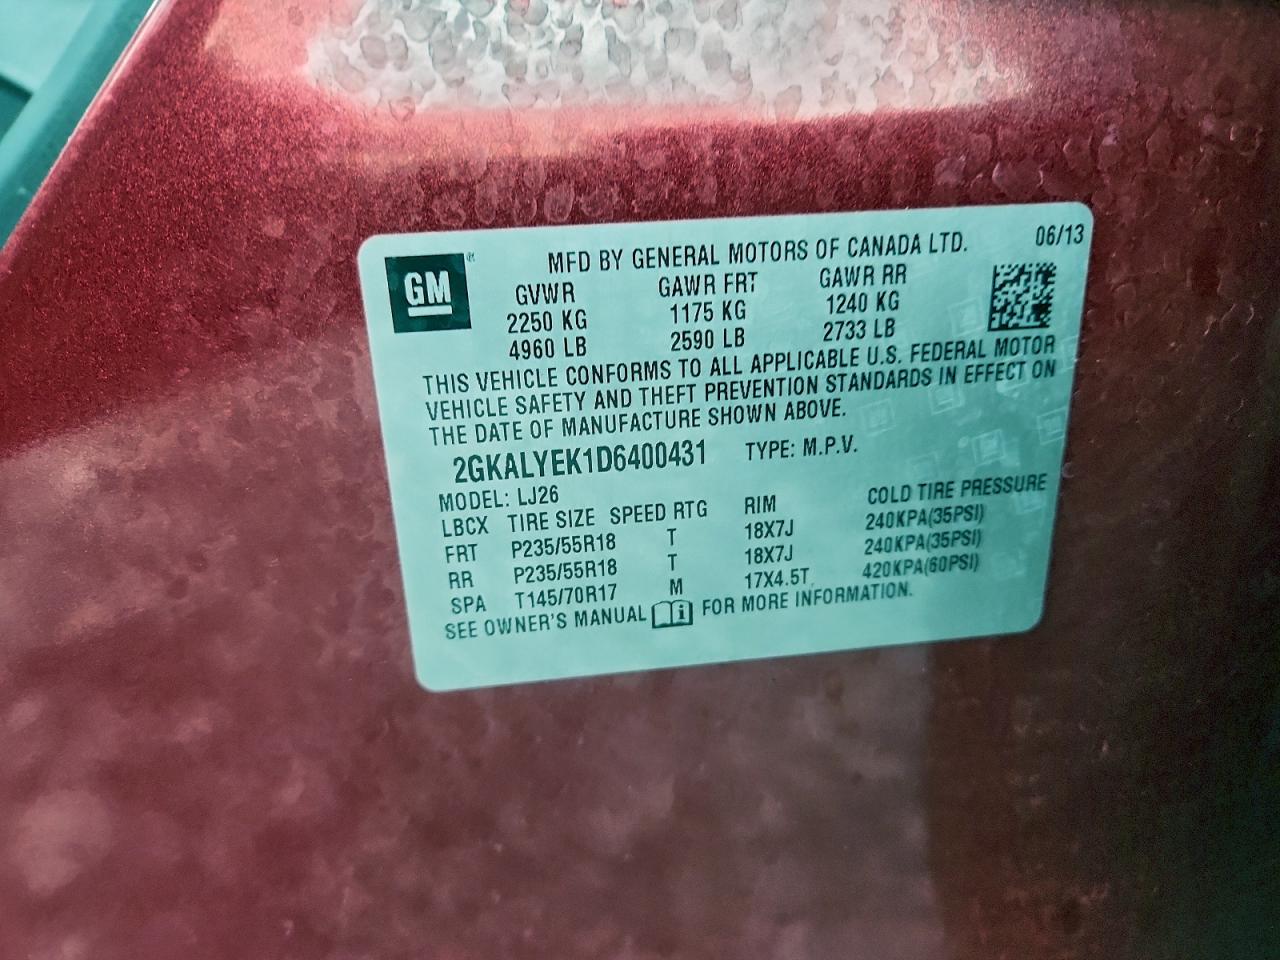 GM ®
MFD BY GENERAL MOTORS OF CANADA LTD. 06/13
GVWR GAWR FRT GAWR RR
2250 KG 1175 KG 1240 KG
4960 LB 2590 LB 2733 LB
THIS VEHICLE CONFORMS TO ALL APPLICABLE U.S. FEDERAL MOTOR
VEHICLE SAFETY AND THEFT PREVENTION STANDARDS IN EFFECT ON
THE DATE OF MANUFACTURE SHOWN ABOVE.
2GKALYEK1D6400431 TYPE: M.P.V.
MODEL: LJ26
LBCX TIRE SIZE SPEED RTG RIM COLD TIRE PRESSURE
FRT P235/55R18 T 18X7J 240KPA(35PSI)
RR P235/55R18 T 18X7J 240KPA(35PSI)
SPA T145/70R17 M 17X4.5T 420KPA(60PSI)
SEE OWNER'S MANUAL i FOR MORE INFORMATION.